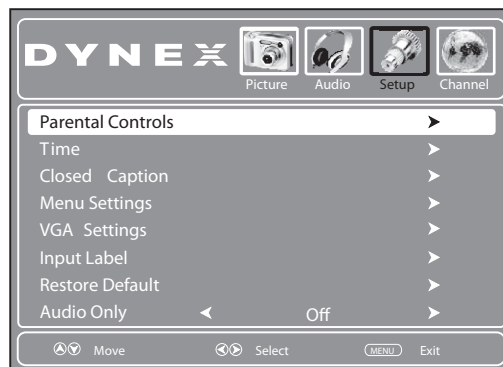 DYNEX
Picture Audio Setup Channel
Parental Controls
Time
Closed Caption
Menu Settings
VGA Settings
Input Label
Restore Default
Audio Only Off
Move Select MENU Exit